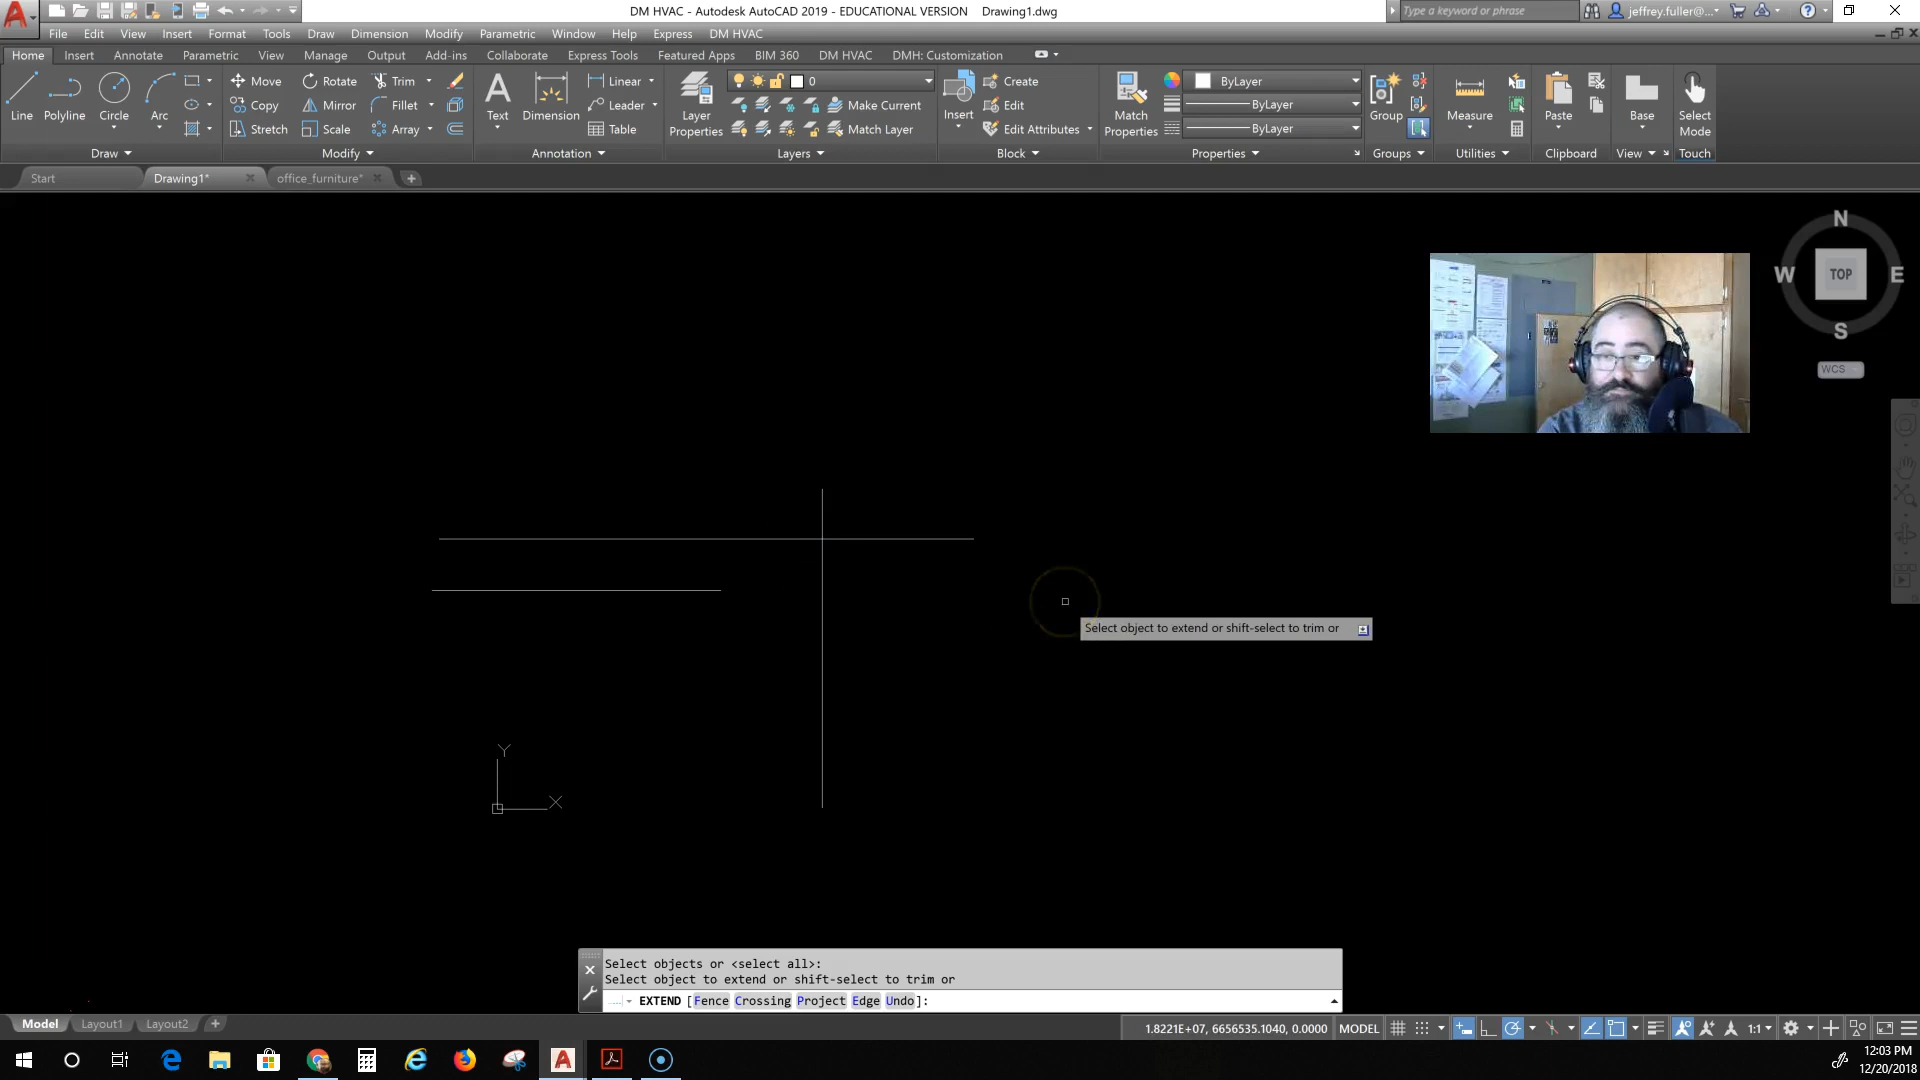 DM HVAC - Autodesk AutoCAD 2019 - EDUCATIONAL VERSION Drawing1.dwg
Type a keyword or phrase
jeffrey.fuller@...
File Edit View Insert Format Tools Draw Dimension Modify Parametric Window Help Express DM HVAC
Home Insert Annotate Parametric View Manage Output Add-ins Collaborate Express Tools Featured Apps BIM 360 DM HVAC DMH: Customization
Line Polyline Circle Arc
Move Rotate Trim
Copy Mirror Fillet
Stretch Scale Array
Text Dimension
Linear
Leader
Table
Layer Properties
0
Make Current
Match Layer
Insert
Create
Edit
Edit Attributes
Match Properties
ByLayer
ByLayer
ByLayer
Group
Measure
Paste
Base
Select Mode
Draw Modify Annotation Layers Block Properties Groups Utilities Clipboard View Touch
Start Drawing1* office_furniture*
N
W TOP E
S
WCS
Select object to extend or shift-select to trim or
Y
X
Select objects or <select all>:
Select object to extend or shift-select to trim or
EXTEND [Fence Crossing Project Edge Undo]:
Model Layout1 Layout2
1.8221E+07, 6656535.1040, 0.0000 MODEL
1:1
12:03 PM
12/20/2018